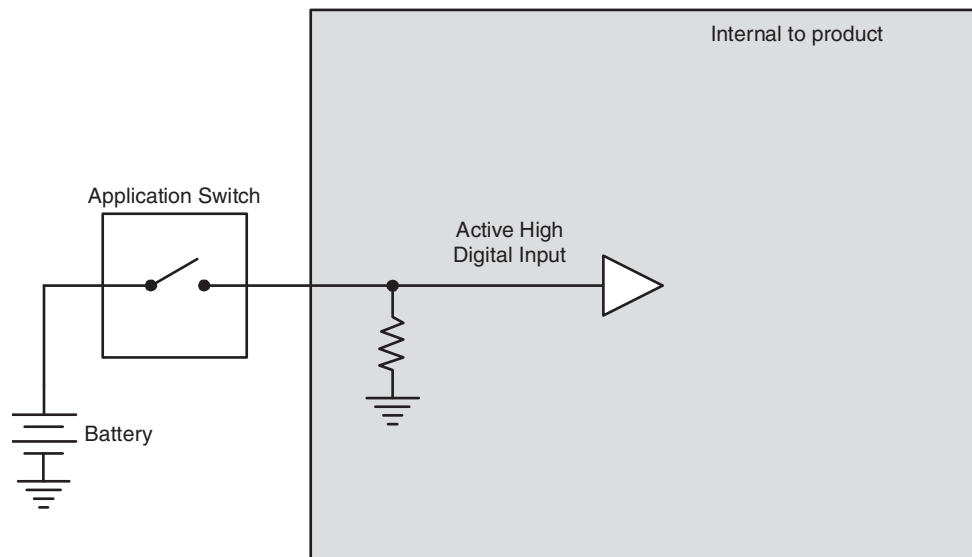 Internal to product
Application Switch
Active High
Digital Input
Battery